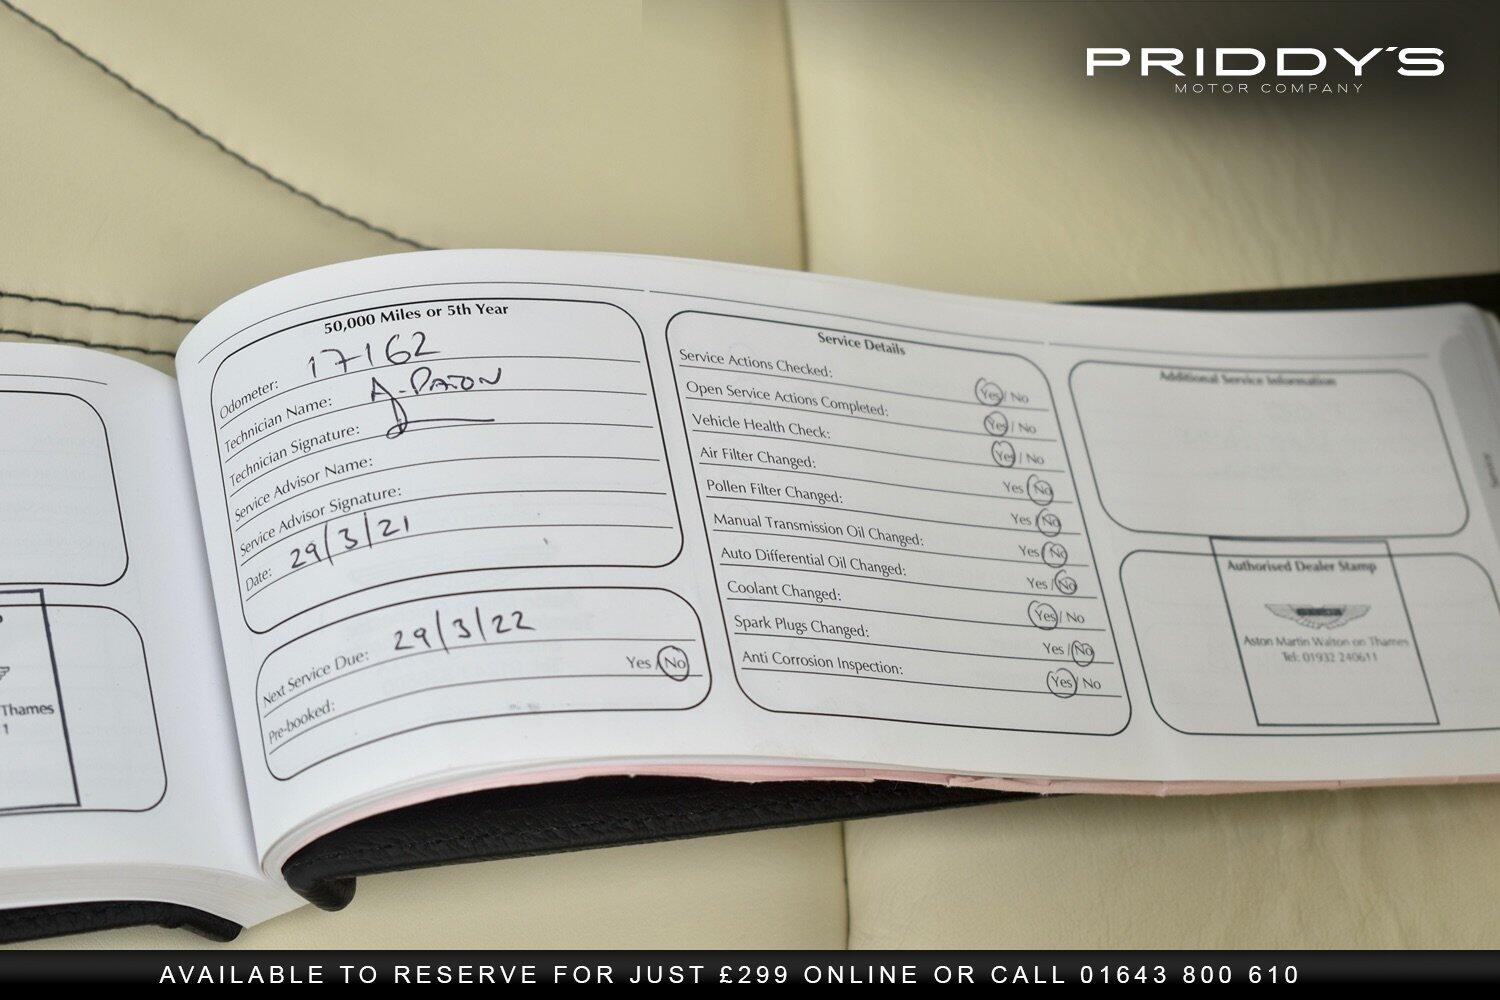 PRIDDY'S
MOTOR COMPANY
Thames
1
50,000 Miles or 5th Year
Odometer: 17162
Technician Name: A. PATON
Technician Signature:
Service Advisor Name:
Service Advisor Signature:
Date: 29/3/21
Next Service Due: 29/3/22
Pre-booked: Yes / No
Service Details
Service Actions Checked: Yes / No
Open Service Actions Completed: Yes / No
Vehicle Health Check: Yes / No
Air Filter Changed: Yes / No
Pollen Filter Changed: Yes / No
Manual Transmission Oil Changed: Yes / No
Auto Differential Oil Changed: Yes / No
Coolant Changed: Yes / No
Spark Plugs Changed: Yes / No
Anti Corrosion Inspection: Yes / No
Additional Service Information
Authorised Dealer Stamp
Aston Martin Walton on Thames
Tel: 01932 240611
AVAILABLE TO RESERVE FOR JUST £299 ONLINE OR CALL 01643 800 610